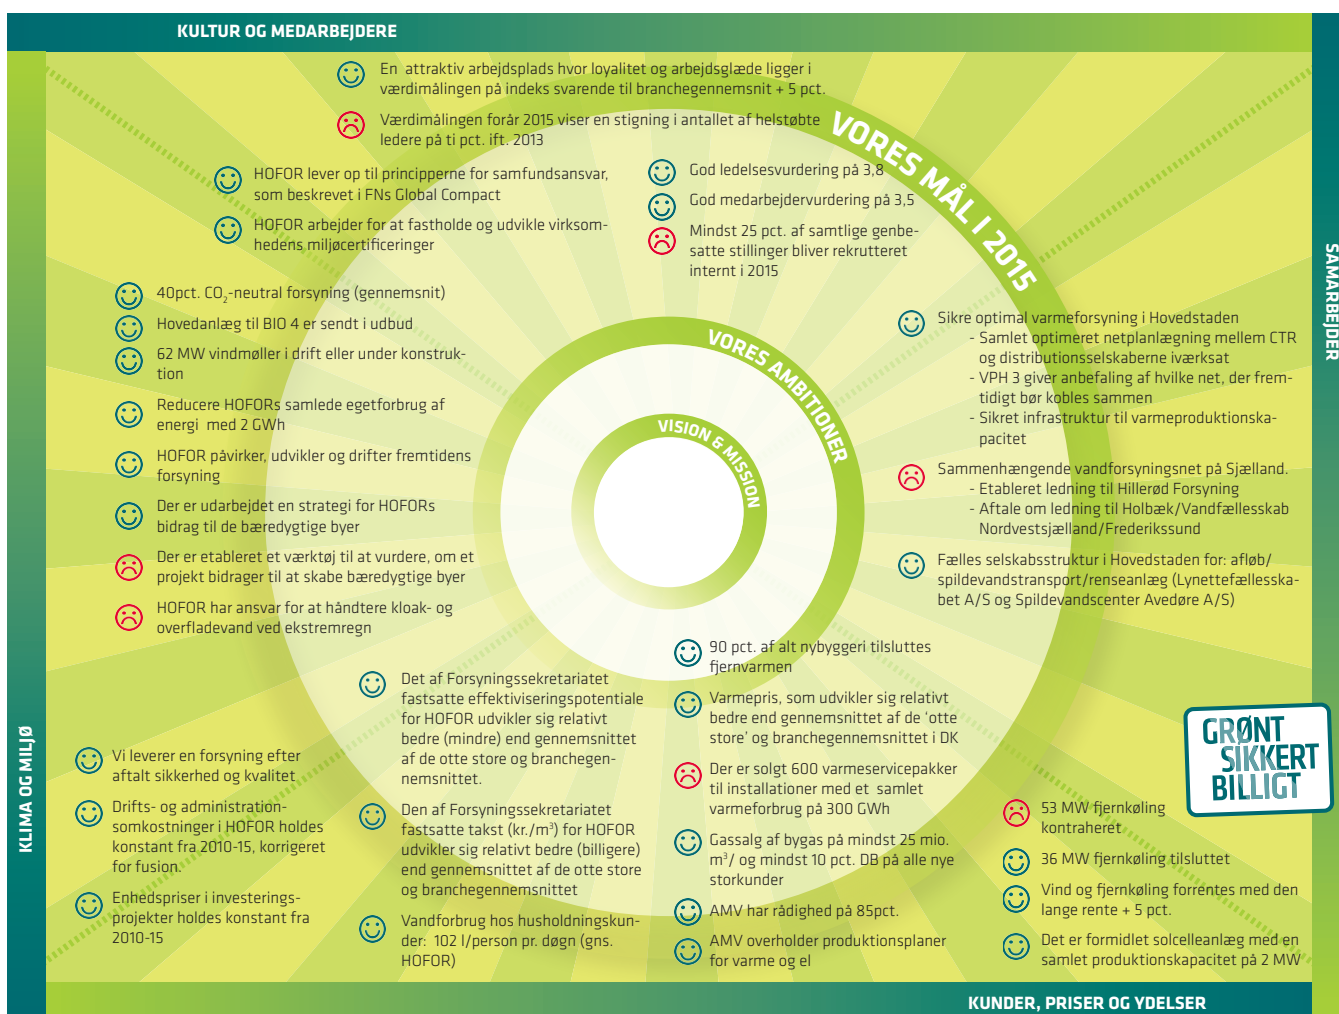 KULTUR OG MEDARBEJDERE
En attraktiv arbejdsplads hvor loyalitet og arbejdsglæde ligger i
værdimålingen på indeks svarende til branchegennemsnit + 5 pct.
Værdimålingen forår 2015 viser en stigning i antallet af helstøbte
ledere på ti pct. ift. 2013
HOFOR lever op til principperne for samfundsansvar,
som beskrevet i FNs Global Compact
HOFOR arbejder for at fastholde og udvikle virksom-
hedens miljøcertificeringer
God ledelsesvurdering på 3,8
God medarbejdervurdering på 3,5
Mindst 25 pct. af samtlige genbe-
satte stillinger bliver rekrutteret
internt i 2015
VORES MÅL I 2015
VORES AMBITIONER
VISION & MISSION
SAMARBEJDER
40pct. CO₂-neutral forsyning (gennemsnit)
Hovedanlæg til BIO 4 er sendt i udbud
62 MW vindmøller i drift eller under konstruk-
tion
Reducere HOFORs samlede egetforbrug af
energi med 2 GWh
HOFOR påvirker, udvikler og drifter fremtidens
forsyning
Der er udarbejdet en strategi for HOFORs
bidrag til de bæredygtige byer
Der er etableret et værktøj til at vurdere, om et
projekt bidrager til at skabe bæredygtige byer
HOFOR har ansvar for at håndtere kloak- og
overfladevand ved ekstremregn
Sikre optimal varmeforsyning i Hovedstaden
- Samlet optimeret netplanlægning mellem CTR
og distributionsselskaberne iværksat
- VPH 3 giver anbefaling af hvilke net, der frem-
tidigt bør kobles sammen
- Sikret infrastruktur til varmeproduktionska-
pacitet
Sammenhængende vandforsyningsnet på Sjælland.
- Etableret ledning til Hillerød Forsyning
- Aftale om ledning til Holbæk/Vandfællesskab
Nordvestsjælland/Frederikssund
Fælles selskabsstruktur i Hovedstaden for: afløb/
spildevandstransport/renseanlæg (Lynettefællesska-
bet A/S og Spildevandscenter Avedøre A/S)
KLIMA OG MILJØ
Vi leverer en forsyning efter
aftalt sikkerhed og kvalitet
Drifts- og administration-
somkostninger i HOFOR holdes
konstant fra 2010-15, korrigeret
for fusion.
Enhedspriser i investerings-
projekter holdes konstant fra
2010-15
Det af Forsyningssekretariatet
fastsatte effektiviseringspotentiale
for HOFOR udvikler sig relativt
bedre (mindre) end gennemsnittet
af de otte store og branchegen-
nemsnittet.
Den af Forsyningssekretariatet
fastsatte takst (kr./m³) for HOFOR
udvikler sig relativt bedre (billigere)
end gennemsnittet af de otte store
og branchegennemsnittet
Vandforbrug hos husholdningskun-
der: 102 l/person pr. døgn (gns.
HOFOR)
90 pct. af alt nybyggeri tilsluttes
fjernvarmen
Varmepris, som udvikler sig relativt
bedre end gennemsnittet af de ‘otte
store’ og branchegennemsnittet i DK
Der er solgt 600 varmeservicepakker
til installationer med et samlet
varmeforbrug på 300 GWh
Gassalg af bygas på mindst 25 mio.
m³/ og mindst 10 pct. DB på alle nye
storkunder
AMV har rådighed på 85pct.
AMV overholder produktionsplaner
for varme og el
GRØNT
SIKKERT
BILLIGT
53 MW fjernkøling
kontraheret
36 MW fjernkøling tilsluttet
Vind og fjernkøling forrentes med den
lange rente + 5 pct.
Det er formidlet solcelleanlæg med en
samlet produktionskapacitet på 2 MW
KUNDER, PRISER OG YDELSER